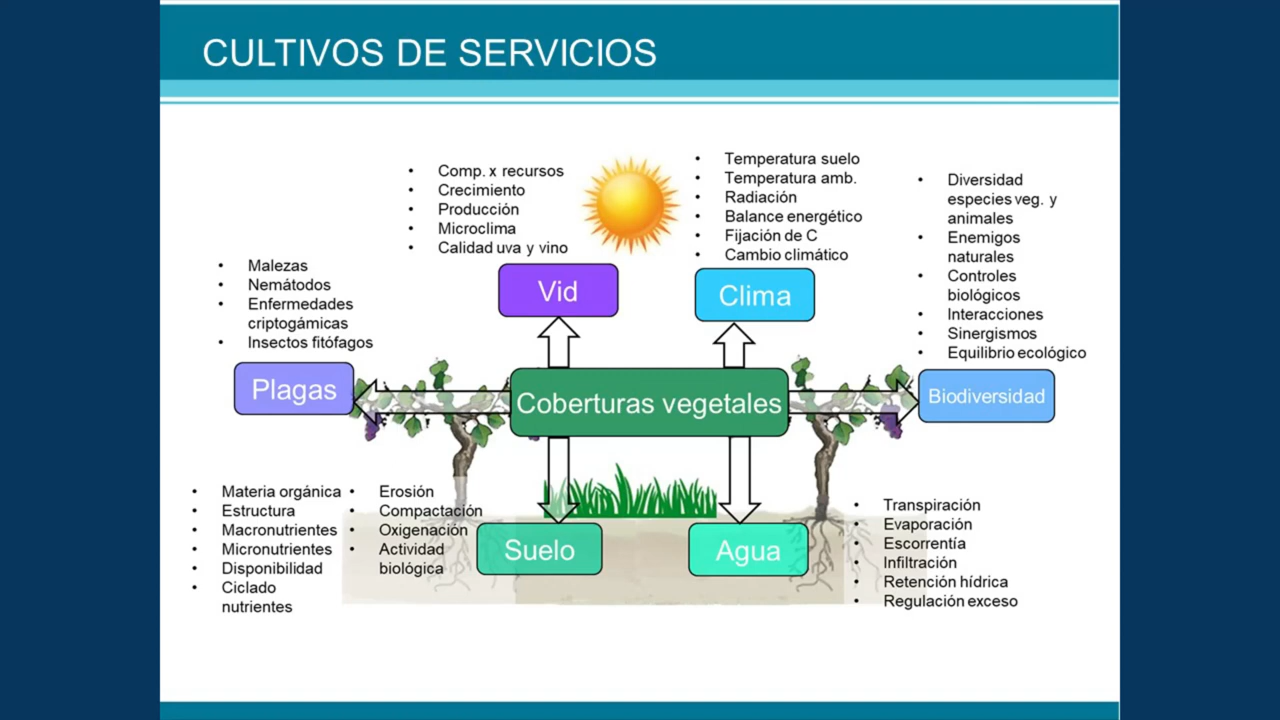 CULTIVOS DE SERVICIOS
• Comp. x recursos
• Crecimiento
• Producción
• Microclima
• Calidad uva y vino
Vid
• Temperatura suelo
• Temperatura amb.
• Radiación
• Balance energético
• Fijación de C
• Cambio climático
Clima
• Diversidad
especies veg. y
animales
• Enemigos
naturales
• Controles
biológicos
• Interacciones
• Sinergismos
• Equilibrio ecológico
Biodiversidad
• Malezas
• Nemátodos
• Enfermedades
criptogámicas
• Insectos fitófagos
Plagas
Coberturas vegetales
• Materia orgánica
• Estructura
• Macronutrientes
• Micronutrientes
• Disponibilidad
• Ciclado
nutrientes
• Erosión
• Compactación
• Oxigenación
• Actividad
biológica
Suelo
Agua
• Transpiración
• Evaporación
• Escorrentía
• Infiltración
• Retención hídrica
• Regulación exceso